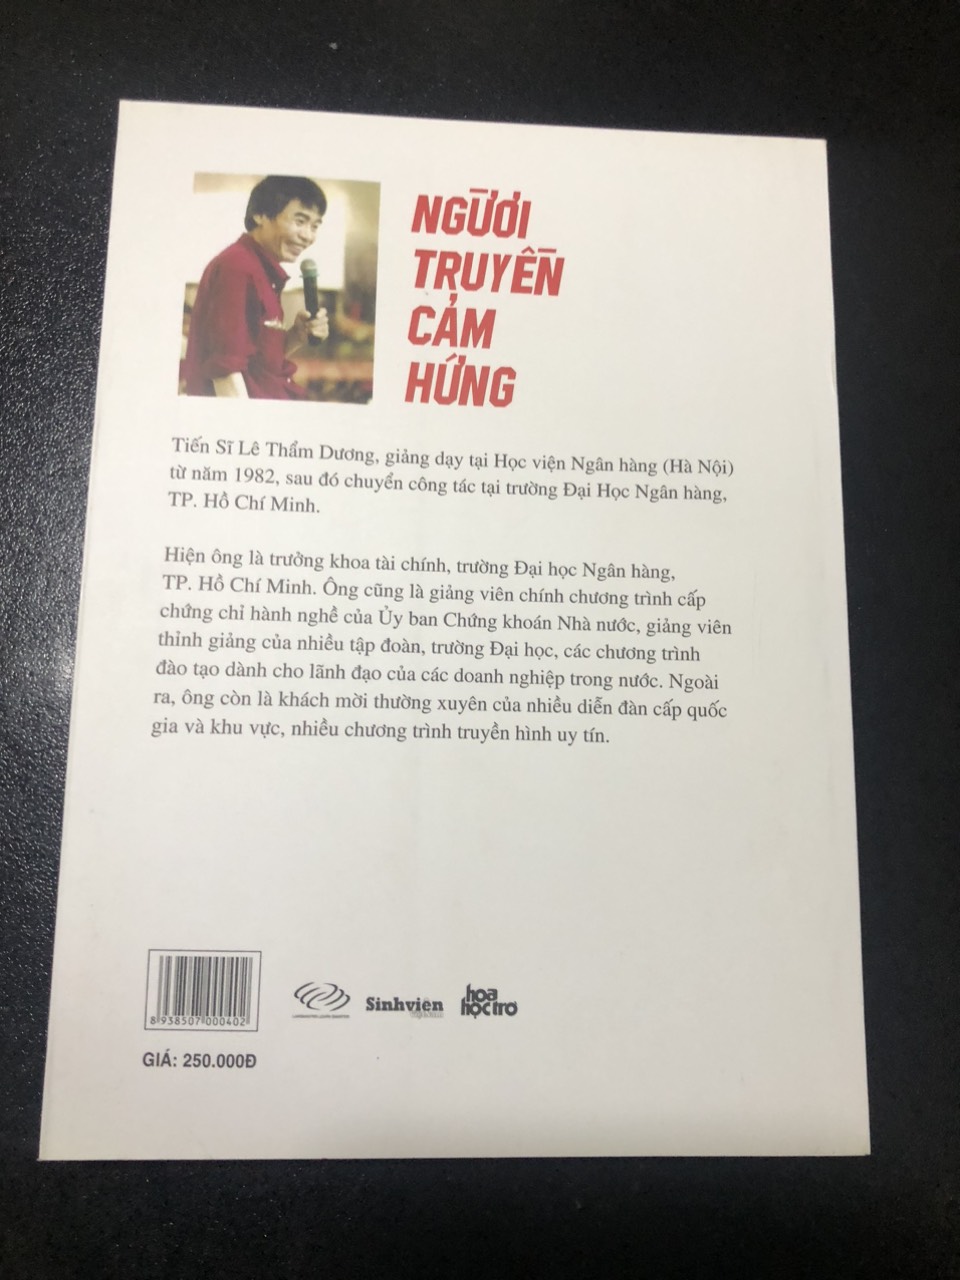 NGƯỜI
TRUYỀN
CẢM
HỨNG
Tiến Sĩ Lê Thẩm Dương, giảng dạy tại Học viện Ngân hàng (Hà Nội)
từ năm 1982, sau đó chuyển công tác tại trường Đại Học Ngân hàng,
TP. Hồ Chí Minh.
Hiện ông là trưởng khoa tài chính, trường Đại học Ngân hàng,
TP. Hồ Chí Minh. Ông cũng là giảng viên chính chương trình cấp
chứng chỉ hành nghề của Ủy ban Chứng khoán Nhà nước, giảng viên
thỉnh giảng của nhiều tập đoàn, trường Đại học, các chương trình
đào tạo dành cho lãnh đạo của các doanh nghiệp trong nước. Ngoài
ra, ông còn là khách mời thường xuyên của nhiều diễn đàn cấp quốc
gia và khu vực, nhiều chương trình truyền hình uy tín.
8 938507 000402
Sinhviên
hoa
học trò
GIÁ: 250.000Đ